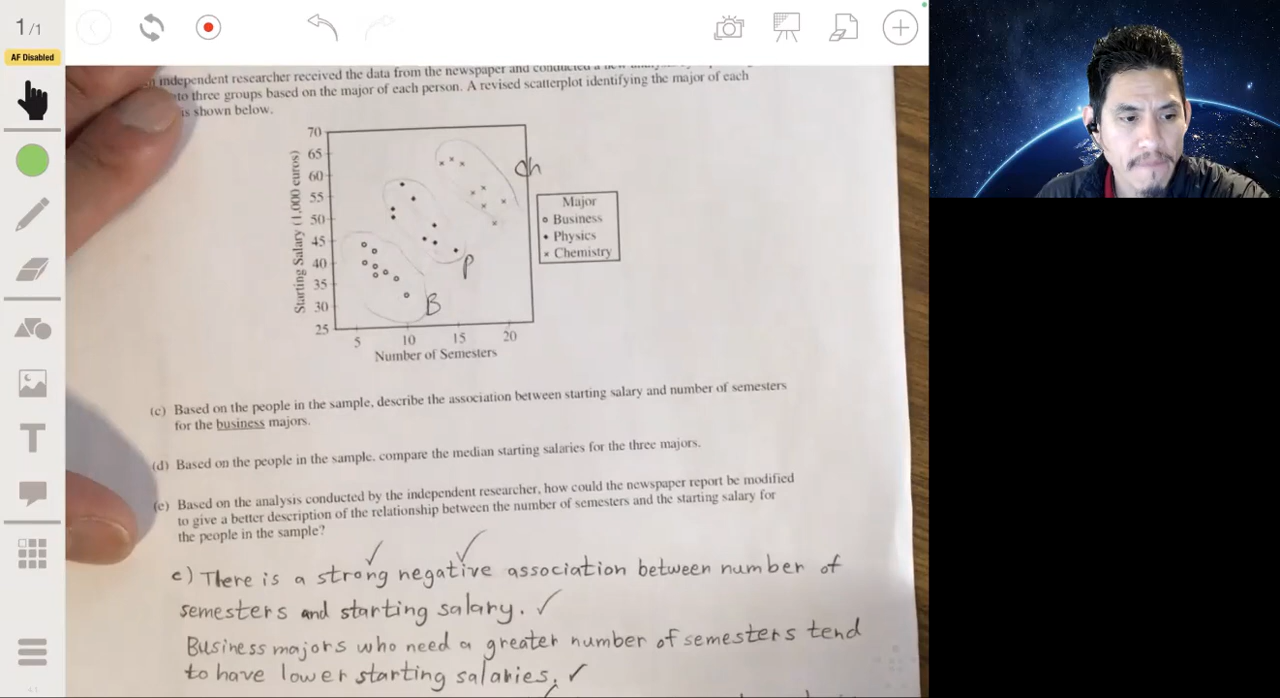 1/1
AF Disabled
independent researcher received the data from the newspaper and conducted a new
to three groups based on the major of each person. A revised scatterplot identifying the major of each
is shown below.
70
65
60
55
50
45
40
35
30
25
Starting Salary (1,000 euros)
5 10 15 20
Number of Semesters
Ch
P
B
Major
Business
Physics
Chemistry
(c) Based on the people in the sample, describe the association between starting salary and number of semesters
for the business majors.
(d) Based on the people in the sample, compare the median starting salaries for the three majors.
(e) Based on the analysis conducted by the independent researcher, how could the newspaper report be modified
to give a better description of the relationship between the number of semesters and the starting salary for
the people in the sample?
c) There is a strong negative association between number of
semesters and starting salary.
Business majors who need a greater number of semesters tend
to have lower starting salaries.
T